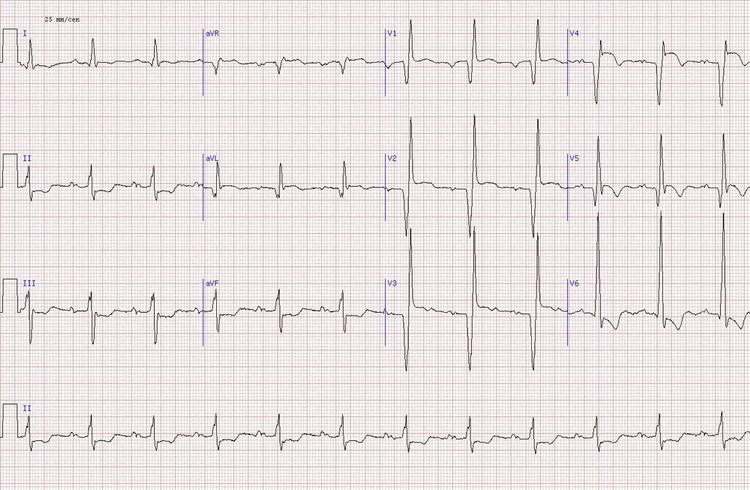 25 мм/сек
I aVR V1 V4
II aVL V2 V5
III aVF V3 V6
II